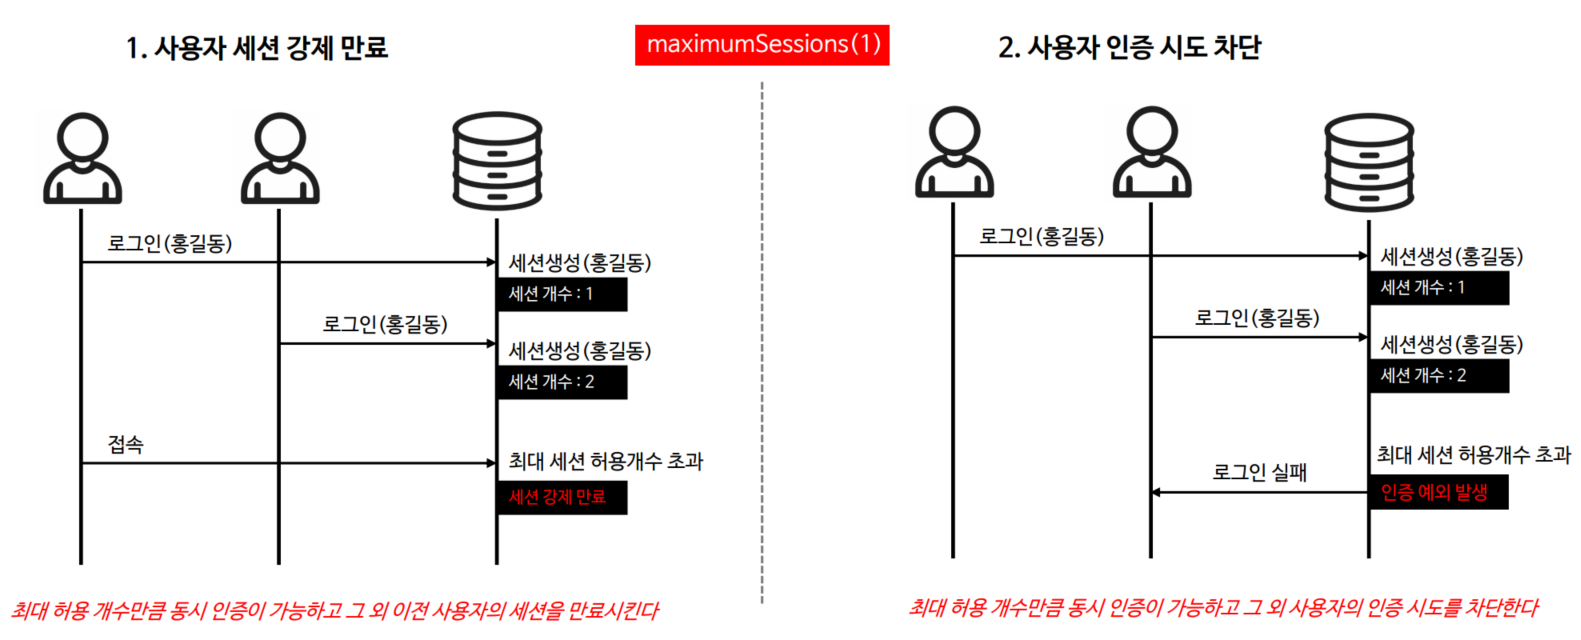 maximumSessions(1)
1. 사용자 세션 강제 만료
로그인(홍길동)
세션생성(홍길동)
세션 개수 : 1
로그인(홍길동)
세션생성(홍길동)
세션 개수 : 2
접속
최대 세션 허용개수 초과
세션 강제 만료
최대 허용 개수만큼 동시 인증이 가능하고 그 외 이전 사용자의 세션을 만료시킨다
2. 사용자 인증 시도 차단
로그인(홍길동)
세션생성(홍길동)
세션 개수 : 1
로그인(홍길동)
세션생성(홍길동)
세션 개수 : 2
최대 세션 허용개수 초과
로그인 실패
인증 예외 발생
최대 허용 개수만큼 동시 인증이 가능하고 그 외 사용자의 인증 시도를 차단한다